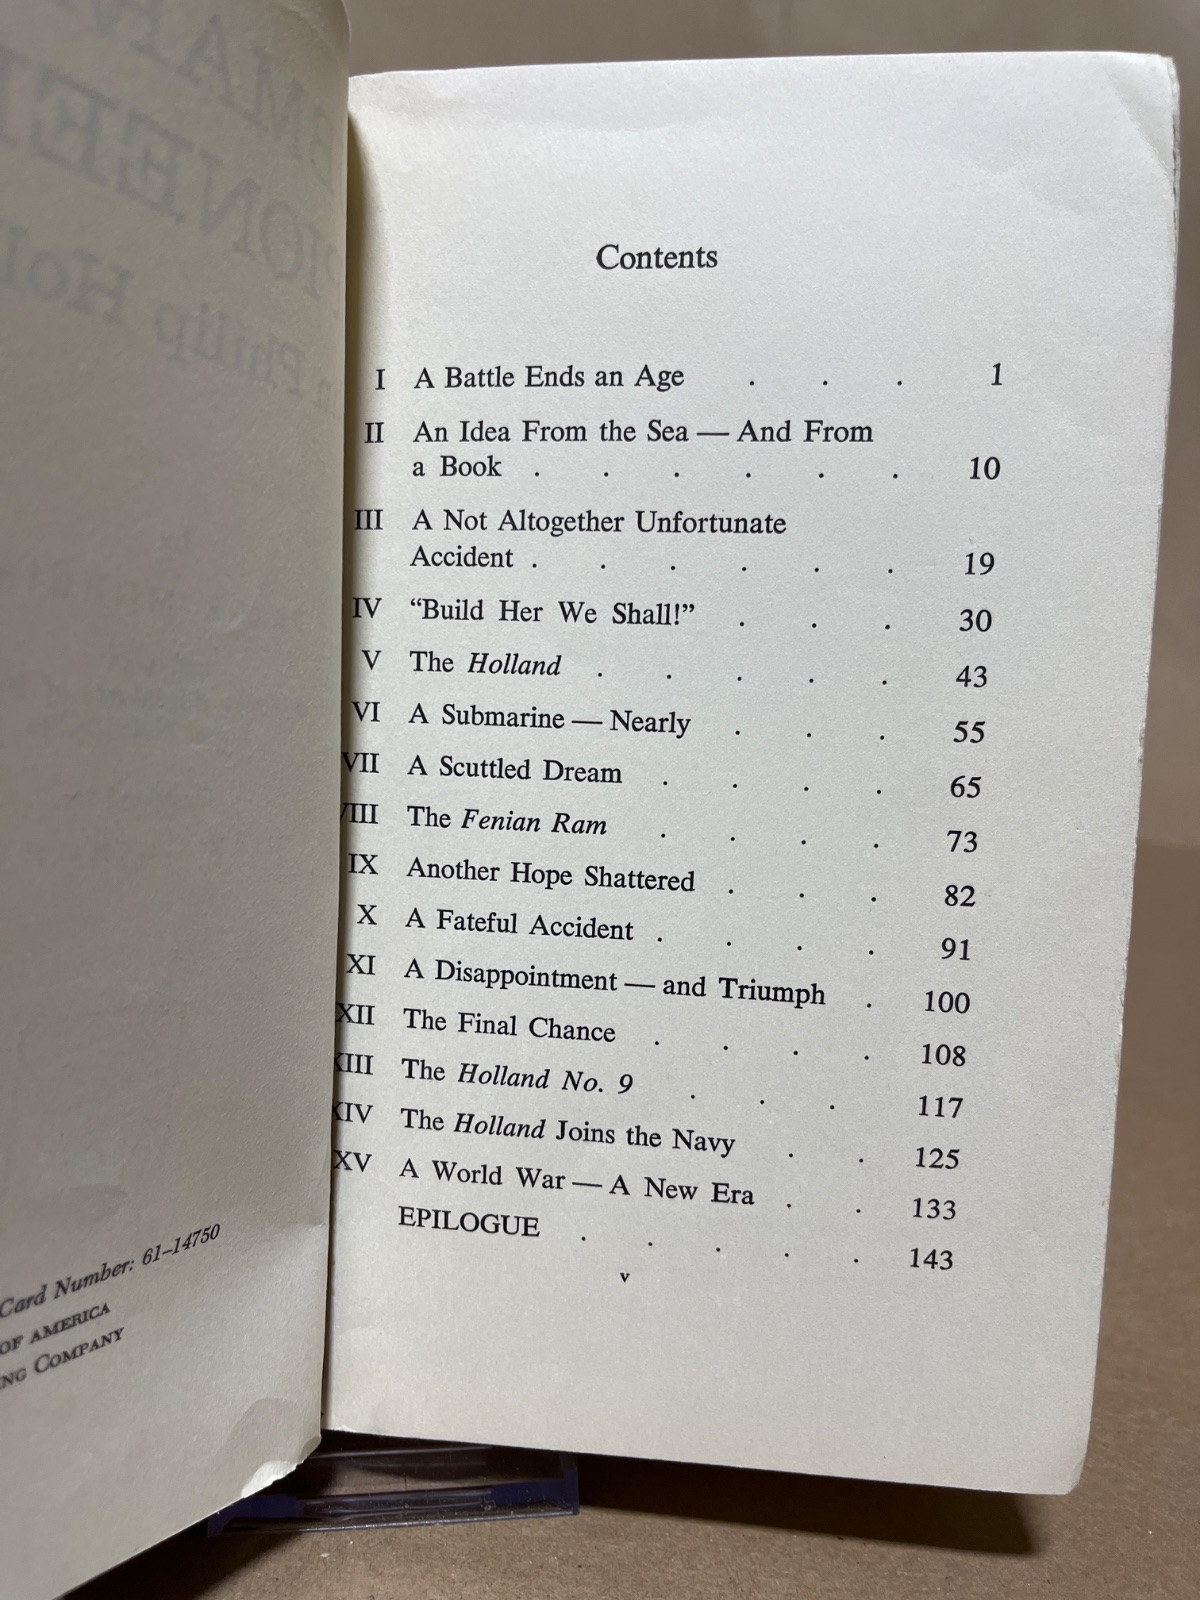 Card Number: 61-14750
OF AMERICA
COMPANY
Contents
I A Battle Ends an Age . . . 1
II An Idea From the Sea — And From
a Book . . . . . . 10
III A Not Altogether Unfortunate
Accident . . . . . . 19
IV “Build Her We Shall!” . . . 30
V The Holland . . . . . 43
VI A Submarine — Nearly . . . 55
VII A Scuttled Dream . . . . 65
VIII The Fenian Ram . . . . 73
IX Another Hope Shattered . . . 82
X A Fateful Accident . . . . 91
XI A Disappointment — and Triumph . 100
XII The Final Chance . . . . 108
XIII The Holland No. 9 . . . 117
XIV The Holland Joins the Navy . . 125
XV A World War — A New Era . . 133
EPILOGUE . . . . . 143
v